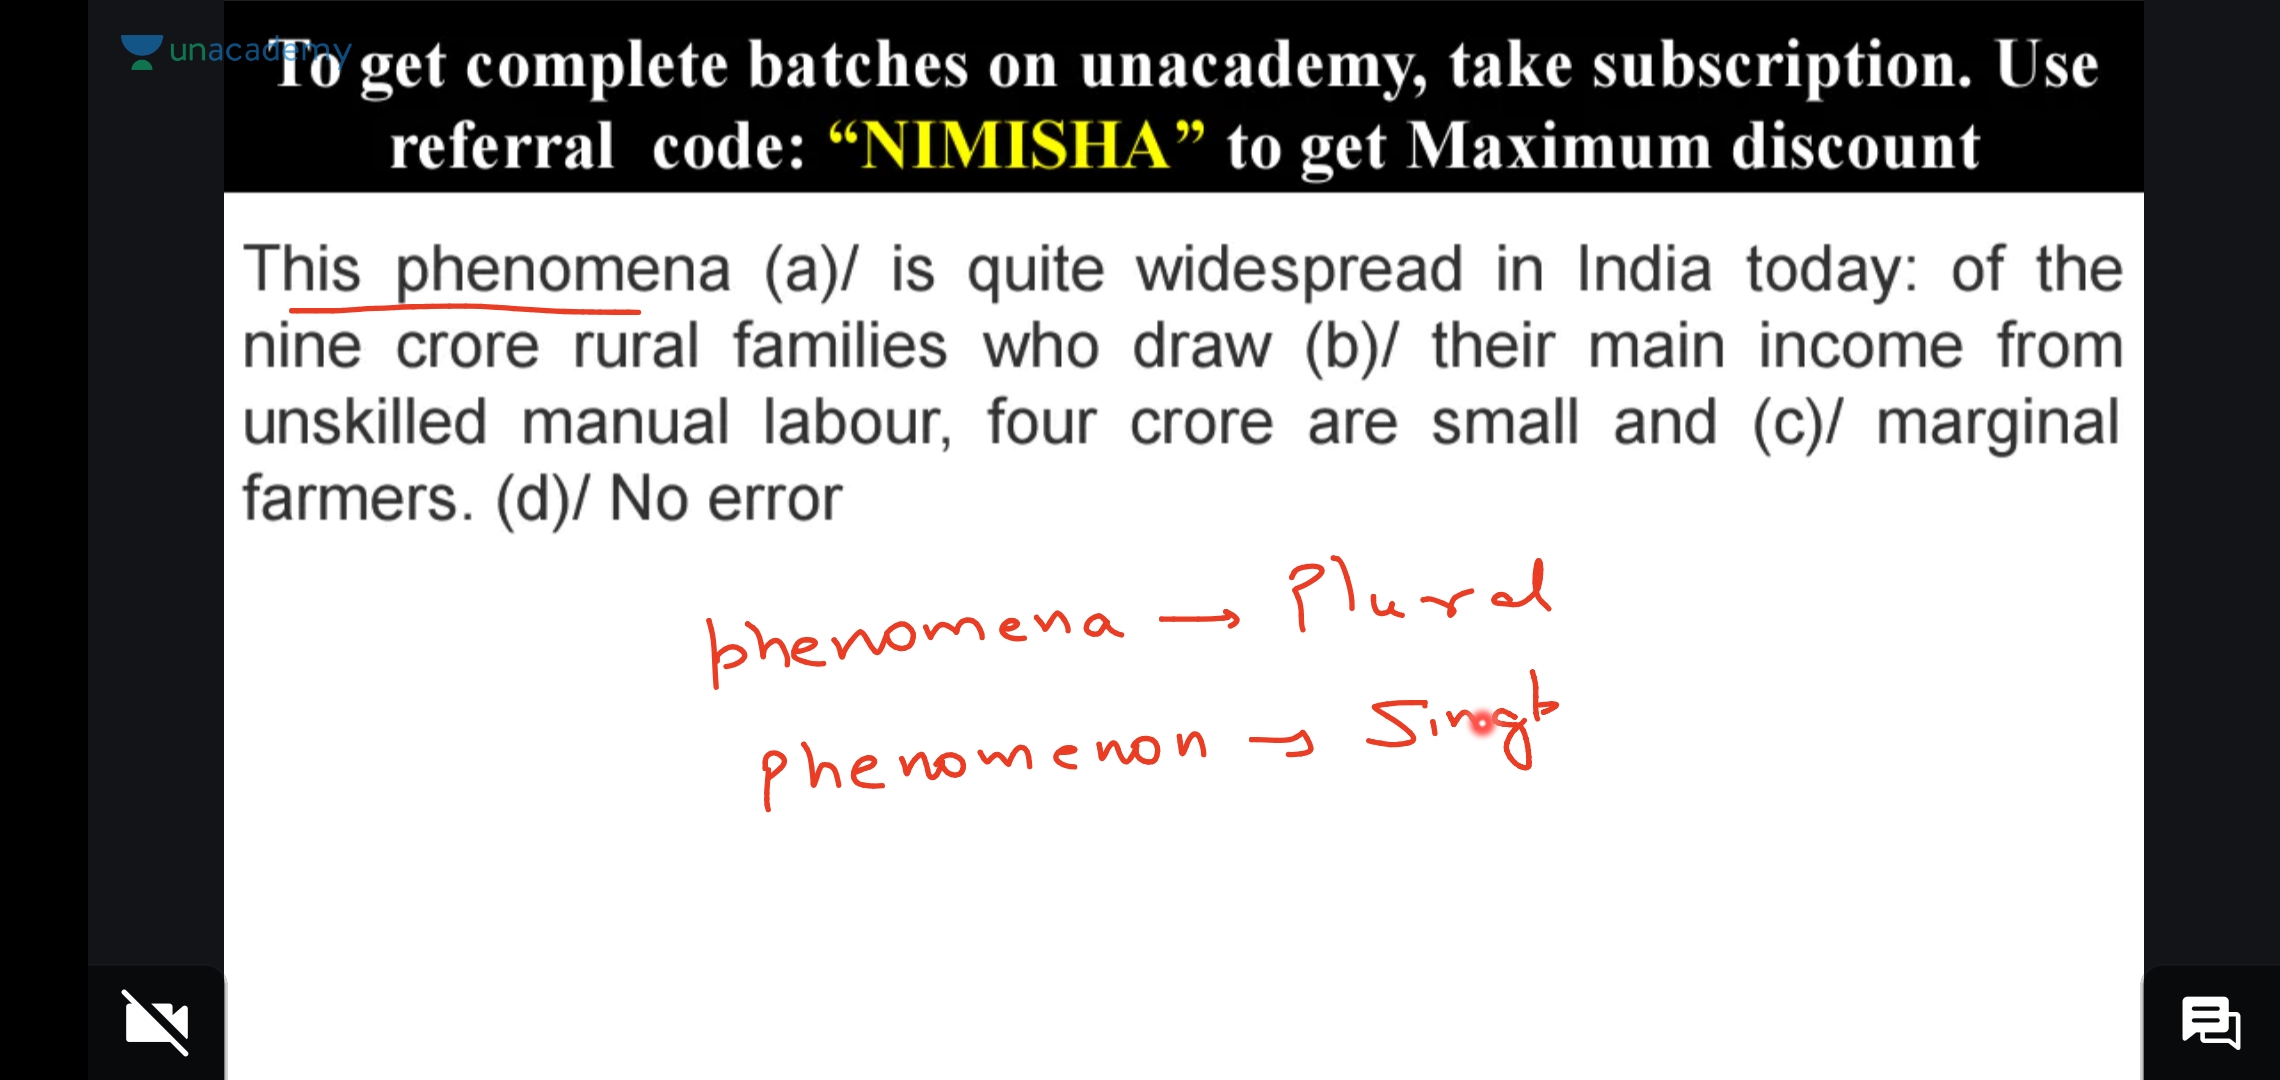 unacademy
To get complete batches on unacademy, take subscription. Use
referral code: “NIMISHA” to get Maximum discount
This phenomena (a)/ is quite widespread in India today: of the
nine crore rural families who draw (b)/ their main income from
unskilled manual labour, four crore are small and (c)/ marginal
farmers. (d)/ No error
phenomena → Plural
phenomenon →